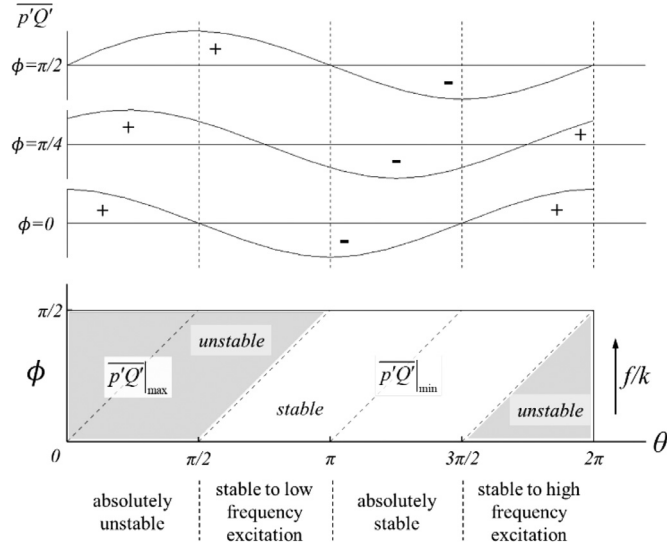 p′Q′
ϕ=π/2
+
-
ϕ=π/4
+
-
+
ϕ=0
+
-
+
π/2
unstable
p′Q′|max
p′Q′|min
f/k
ϕ
stable
unstable
0
π/2
π
3π/2
2π
θ
absolutely
unstable
stable to low
frequency
excitation
absolutely
stable
stable to high
frequency
excitation